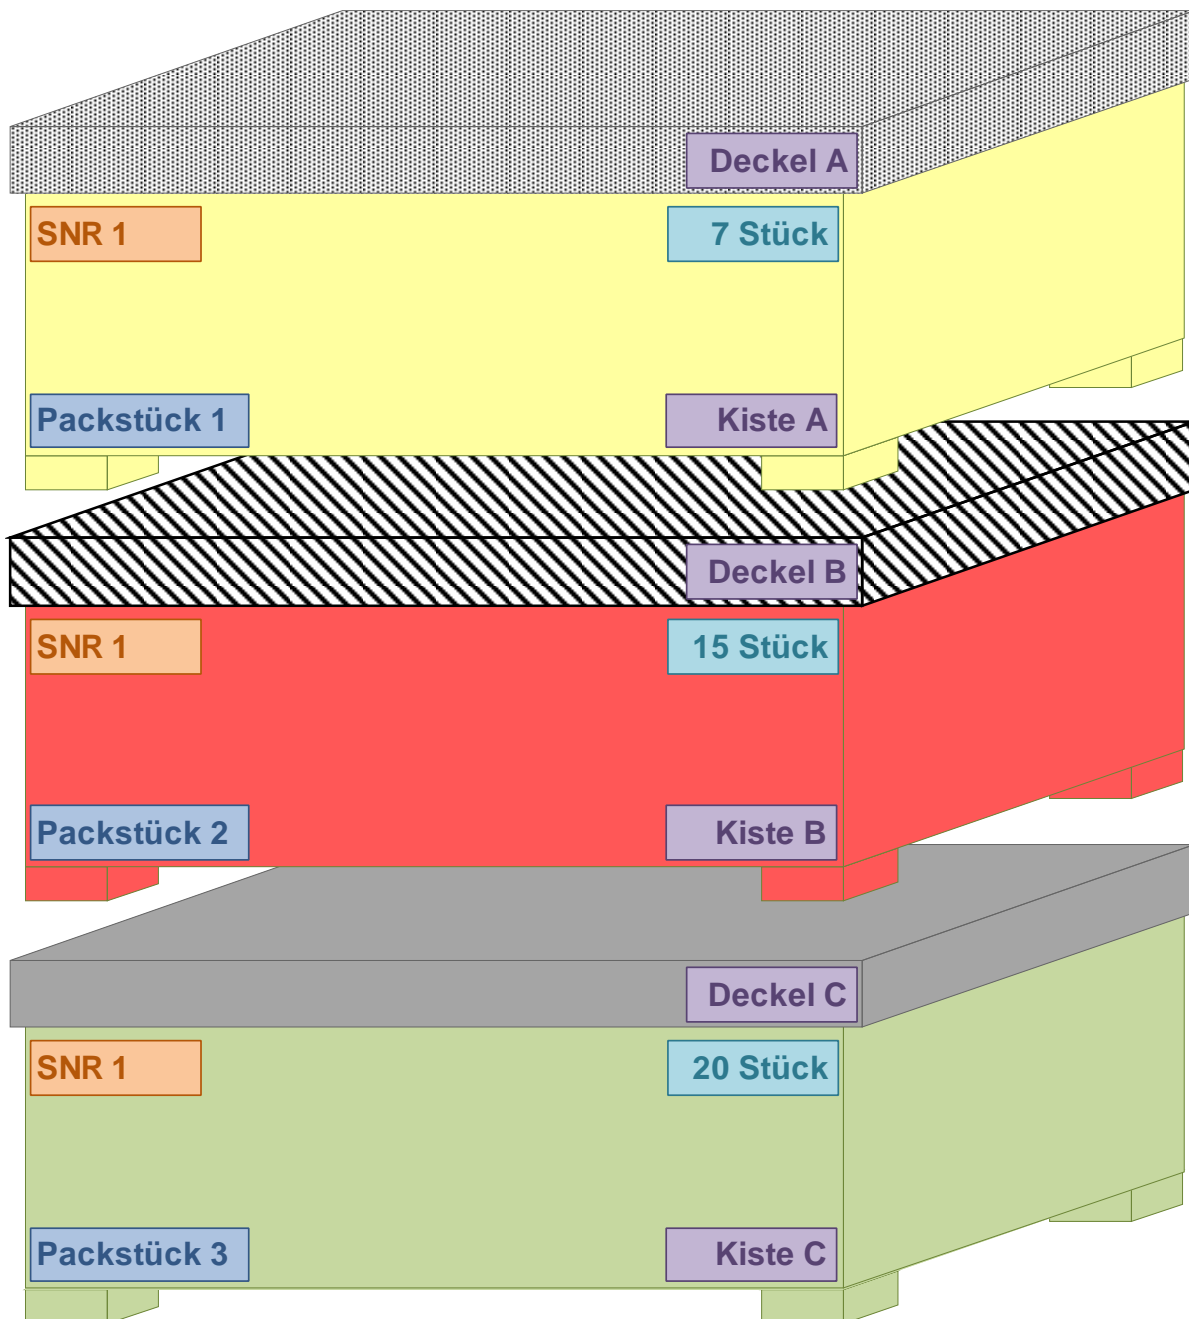 Deckel A
SNR 1 7 Stück
Packstück 1 Kiste A
Deckel B
SNR 1 15 Stück
Packstück 2 Kiste B
Deckel C
SNR 1 20 Stück
Packstück 3 Kiste C